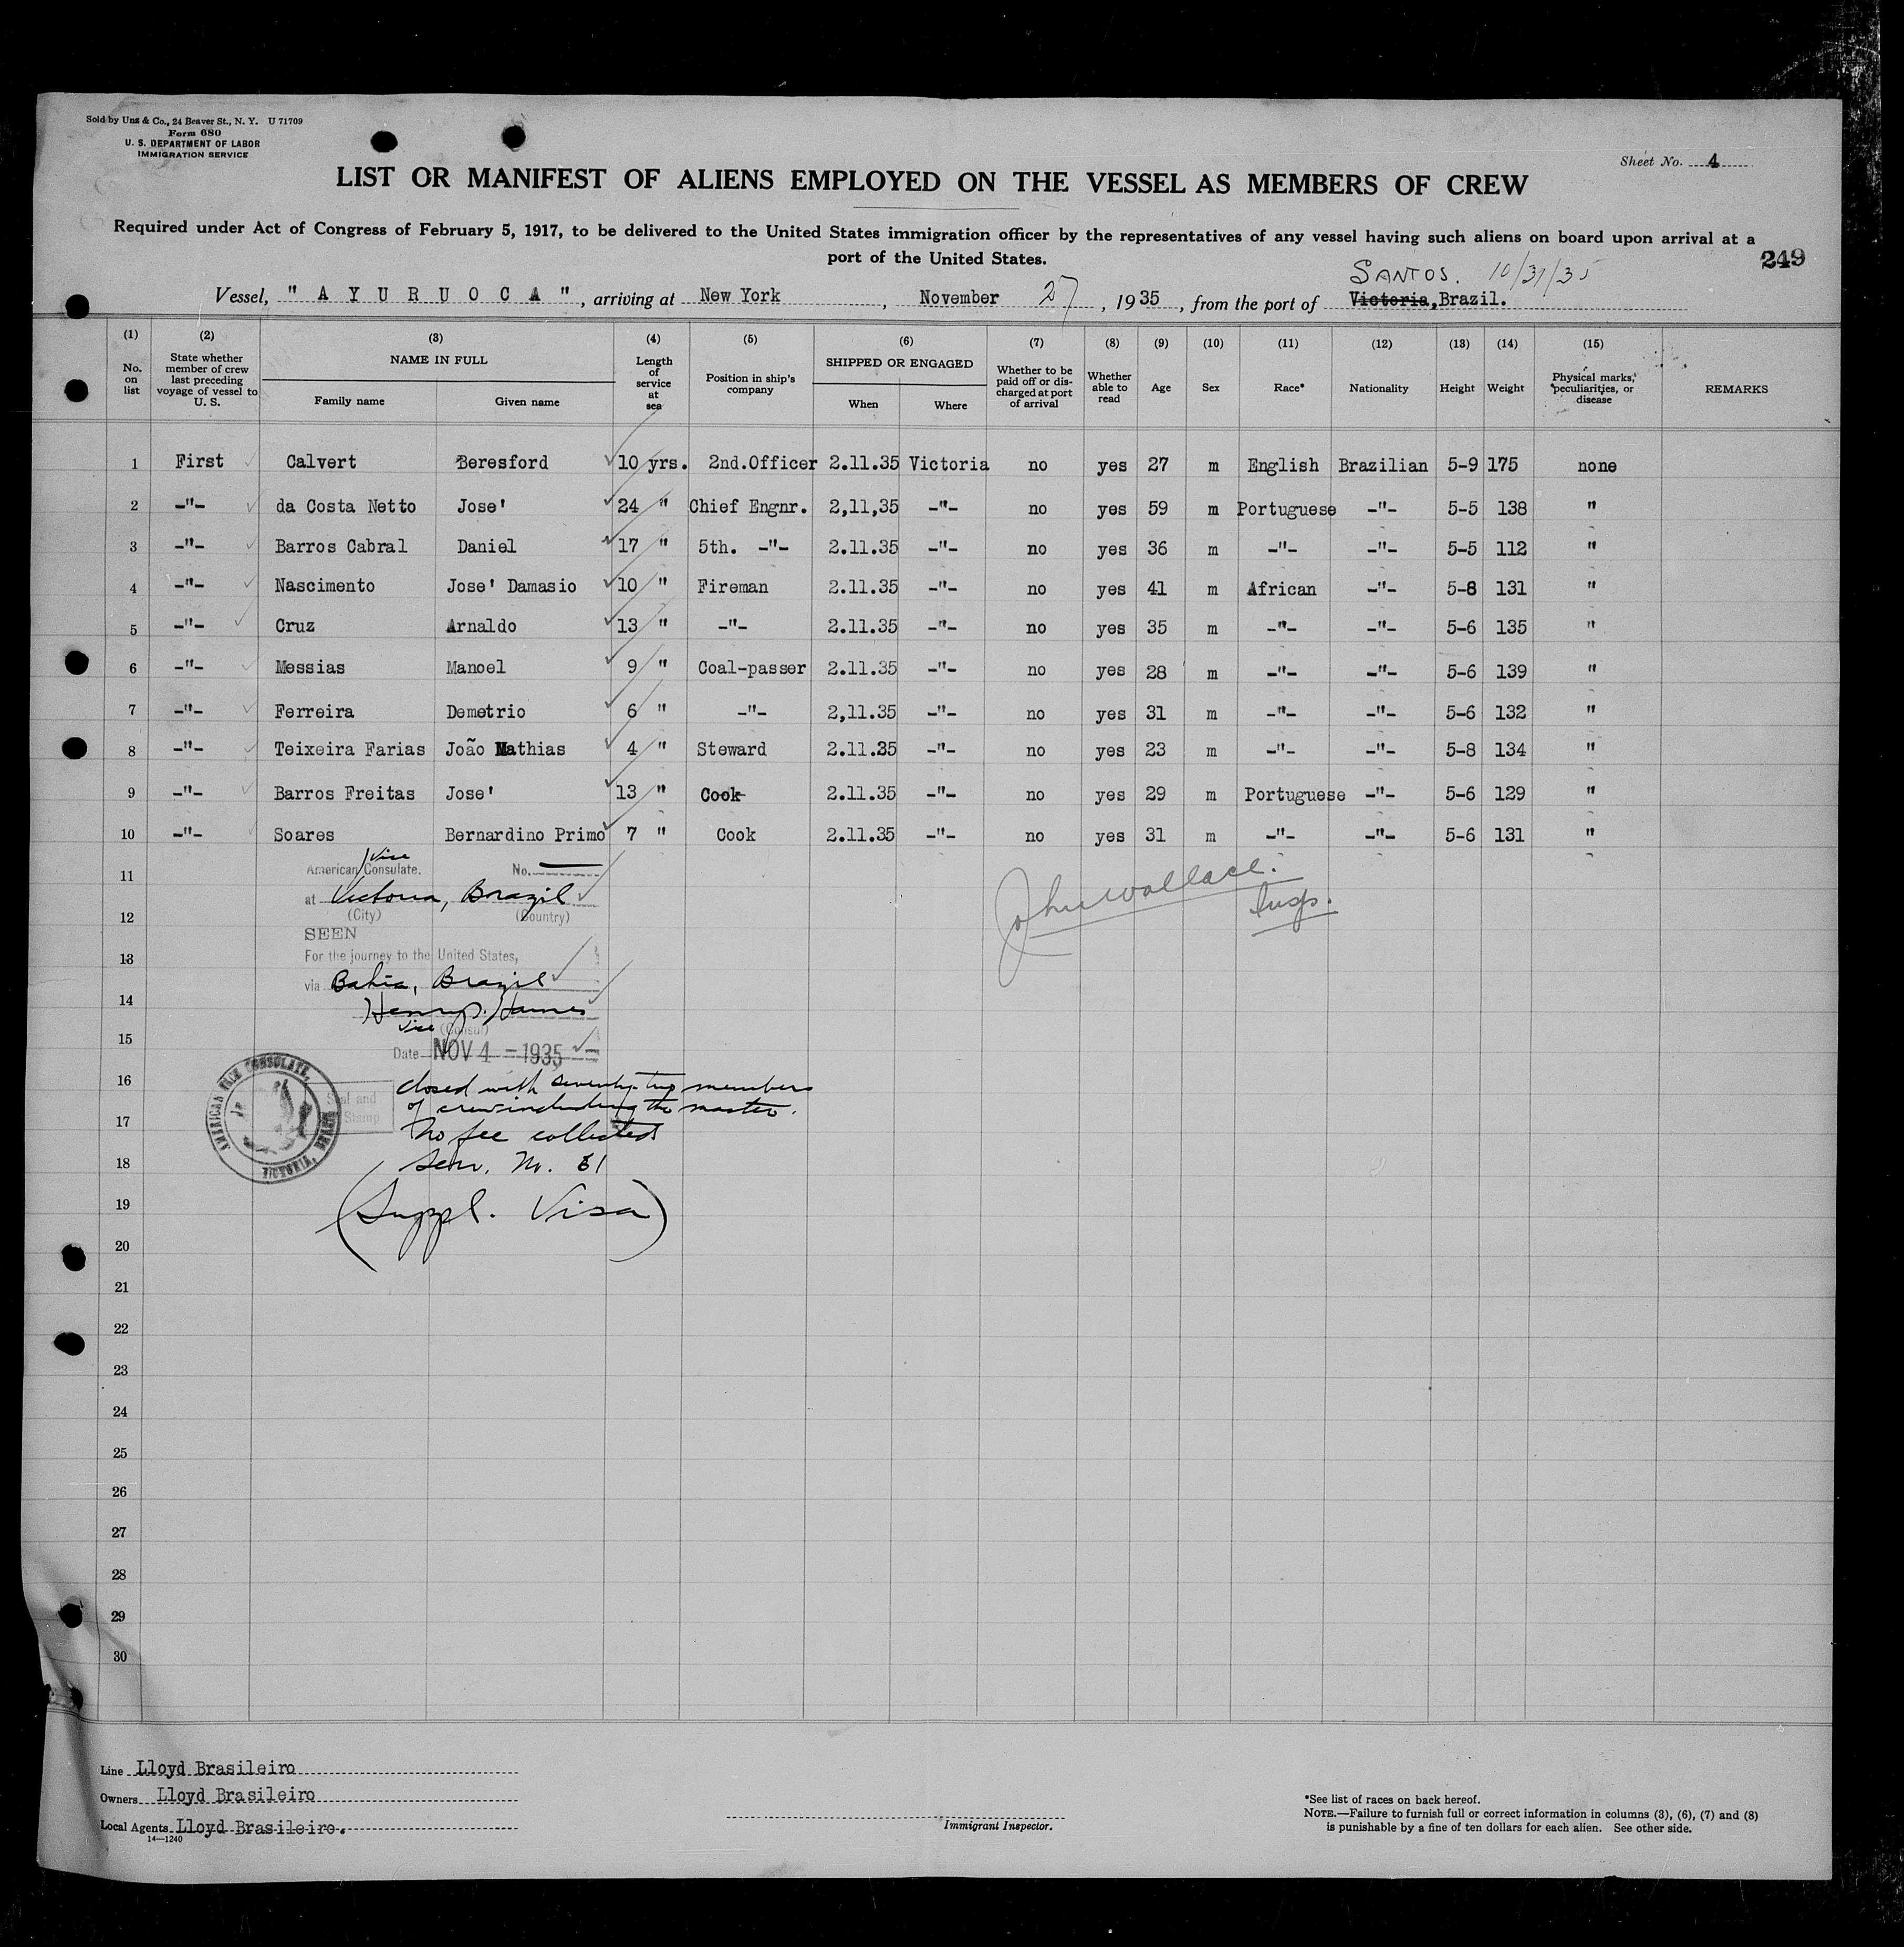 Sold by Unz & Co., 24 Beaver St., N. Y. U 71709
Form 680
U. S. DEPARTMENT OF LABOR
IMMIGRATION SERVICE
Sheet No. 4
LIST OR MANIFEST OF ALIENS EMPLOYED ON THE VESSEL AS MEMBERS OF CREW
Required under Act of Congress of February 5, 1917, to be delivered to the United States immigration officer by the representatives of any vessel having such aliens on board upon arrival at a
port of the United States.
249
SANTOS. 10/31/35
Vessel, " A Y U R U O C A ", arriving at New York, November 27, 1935, from the port of Victoria, Brazil.
(1) (2) (3) (4) (5) (6) (7) (8) (9) (10) (11) (12) (13) (14) (15)
No. on list
State whether member of crew last preceding voyage of vessel to U. S.
NAME IN FULL
Family name Given name
Length of service at sea
Position in ship's company
SHIPPED OR ENGAGED
When Where
Whether to be paid off or discharged at port of arrival
Whether able to read
Age
Sex
Race*
Nationality
Height
Weight
Physical marks, peculiarities, or disease
REMARKS
1 First Calvert Beresford 10 yrs. 2nd.Officer 2.11.35 Victoria no yes 27 m English Brazilian 5-9 175 none
2 -"- da Costa Netto Jose' 24 " Chief Engnr. 2,11,35 -"- no yes 59 m Portuguese -"- 5-5 138 "
3 -"- Barros Cabral Daniel 17 " 5th. -"- 2.11.35 -"- no yes 36 m -"- -"- 5-5 112 "
4 -"- Nascimento Jose' Damasio 10 " Fireman 2.11.35 -"- no yes 41 m African -"- 5-8 131 "
5 -"- Cruz Arnaldo 13 " -"- 2.11.35 -"- no yes 35 m -"- -"- 5-6 135 "
6 -"- Messias Manoel 9 " Coal-passer 2.11.35 -"- no yes 28 m -"- -"- 5-6 139 "
7 -"- Ferreira Demetrio 6 " -"- 2,11.35 -"- no yes 31 m -"- -"- 5-6 132 "
8 -"- Teixeira Farias João Mathias 4 " Steward 2.11.35 -"- no yes 23 m -"- -"- 5-8 134 "
9 -"- Barros Freitas Jose' 13 " Cook 2.11.35 -"- no yes 29 m Portuguese -"- 5-6 129 "
10 -"- Soares Bernardino Primo 7 " Cook 2.11.35 -"- no yes 31 m -"- -"- 5-6 131 "
11
12
13
14
15
16
17
18
19
20
21
22
23
24
25
26
27
28
29
30
Vice
American Consulate. No.
at Victoria, Brazil
(City) (Country)
SEEN
For the journey to the United States,
via Bahia, Brazil
Vice (Consul)
Date NOV 4 - 1935
Seal and Stamp
AMERICAN VICE CONSULATE, VICTORIA, BRAZIL
closed with seventy-two members
of crew including the master.
No fee collected
Serv. No. 61
(Suppl. Visa)
John Wallace.
Insp.
Line Lloyd Brasileiro
Owners Lloyd Brasileiro
Local Agents Lloyd Brasileiro.
14—1240
Immigrant Inspector.
*See list of races on back hereof.
NOTE.—Failure to furnish full or correct information in columns (3), (6), (7) and (8)
is punishable by a fine of ten dollars for each alien. See other side.